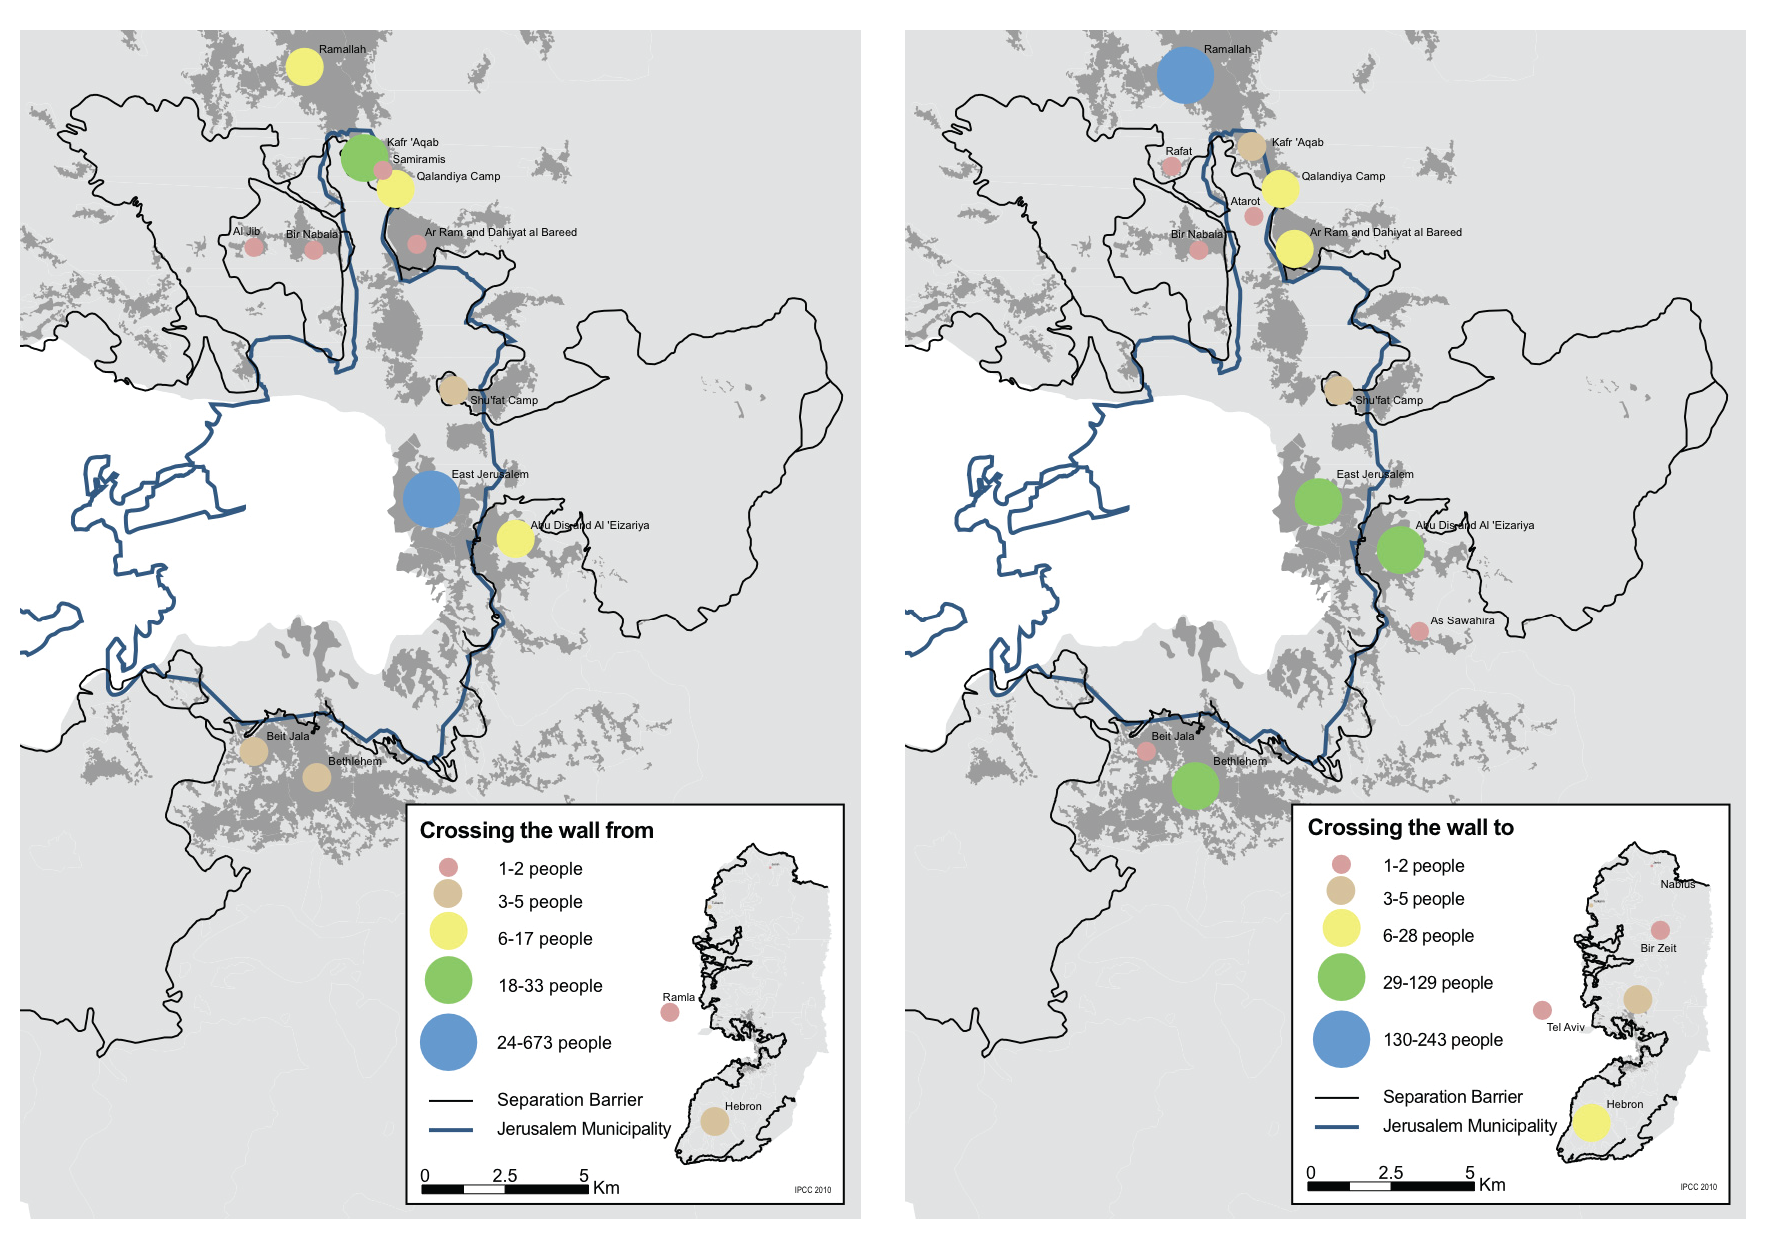 Ramallah
Kafr 'Aqab
Samiramis
Qalandiya Camp
Al Jib
Bir Nabala
Ar Ram and Dahiyat al Bareed
Shu'fat Camp
East Jerusalem
Abu Dis and Al 'Eizariya
Beit Jala
Bethlehem
Crossing the wall from
1-2 people
3-5 people
6-17 people
18-33 people
24-673 people
Separation Barrier
Jerusalem Municipality
Ramla
Hebron
0 2.5 5
Km
IPCC 2010
Ramallah
Kafr 'Aqab
Rafat
Qalandiya Camp
Atarot
Bir Nabala
Ar Ram and Dahiyat al Bareed
Shu'fat Camp
East Jerusalem
Abu Dis and Al 'Eizariya
As Sawahira
Beit Jala
Bethlehem
Crossing the wall to
1-2 people
3-5 people
6-28 people
29-129 people
130-243 people
Separation Barrier
Jerusalem Municipality
Nablus
Bir Zeit
Tel Aviv
Hebron
0 2.5 5
Km
IPCC 2010